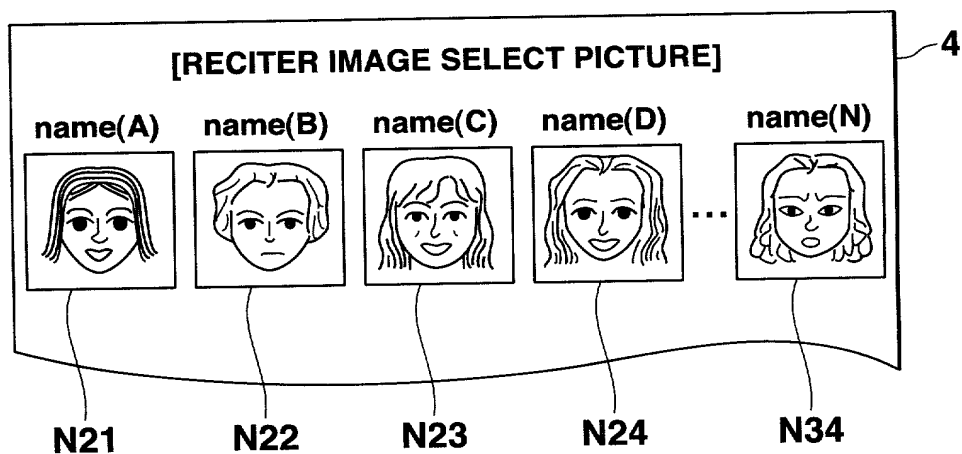 4
[RECITER IMAGE SELECT PICTURE]
name(A) name(B) name(C) name(D) name(N)
...
N21 N22 N23 N24 N34